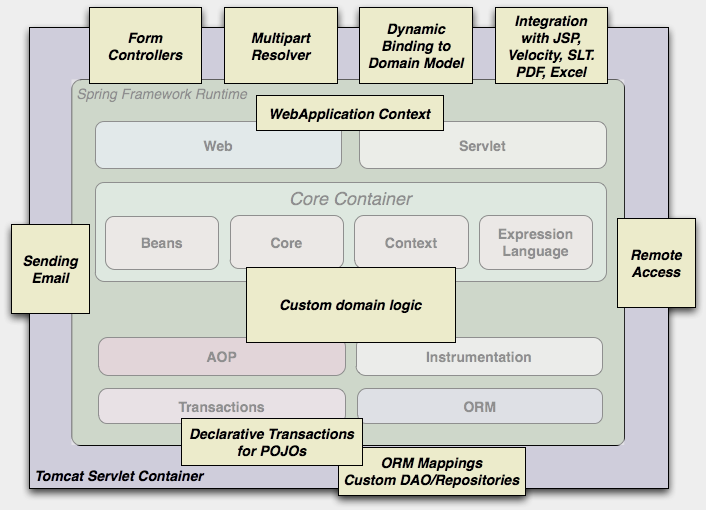 Form
Controllers
Multipart
Resolver
Dynamic
Binding to
Domain Model
Integration
with JSP,
Velocity, SLT.
PDF, Excel
Spring Framework Runtime
WebApplication Context
Web
Servlet
Core Container
Beans
Core
Context
Expression
Language
Sending
Email
Remote
Access
Custom domain logic
AOP
Instrumentation
Transactions
ORM
Declarative Transactions
for POJOs
ORM Mappings
Custom DAO/Repositories
Tomcat Servlet Container